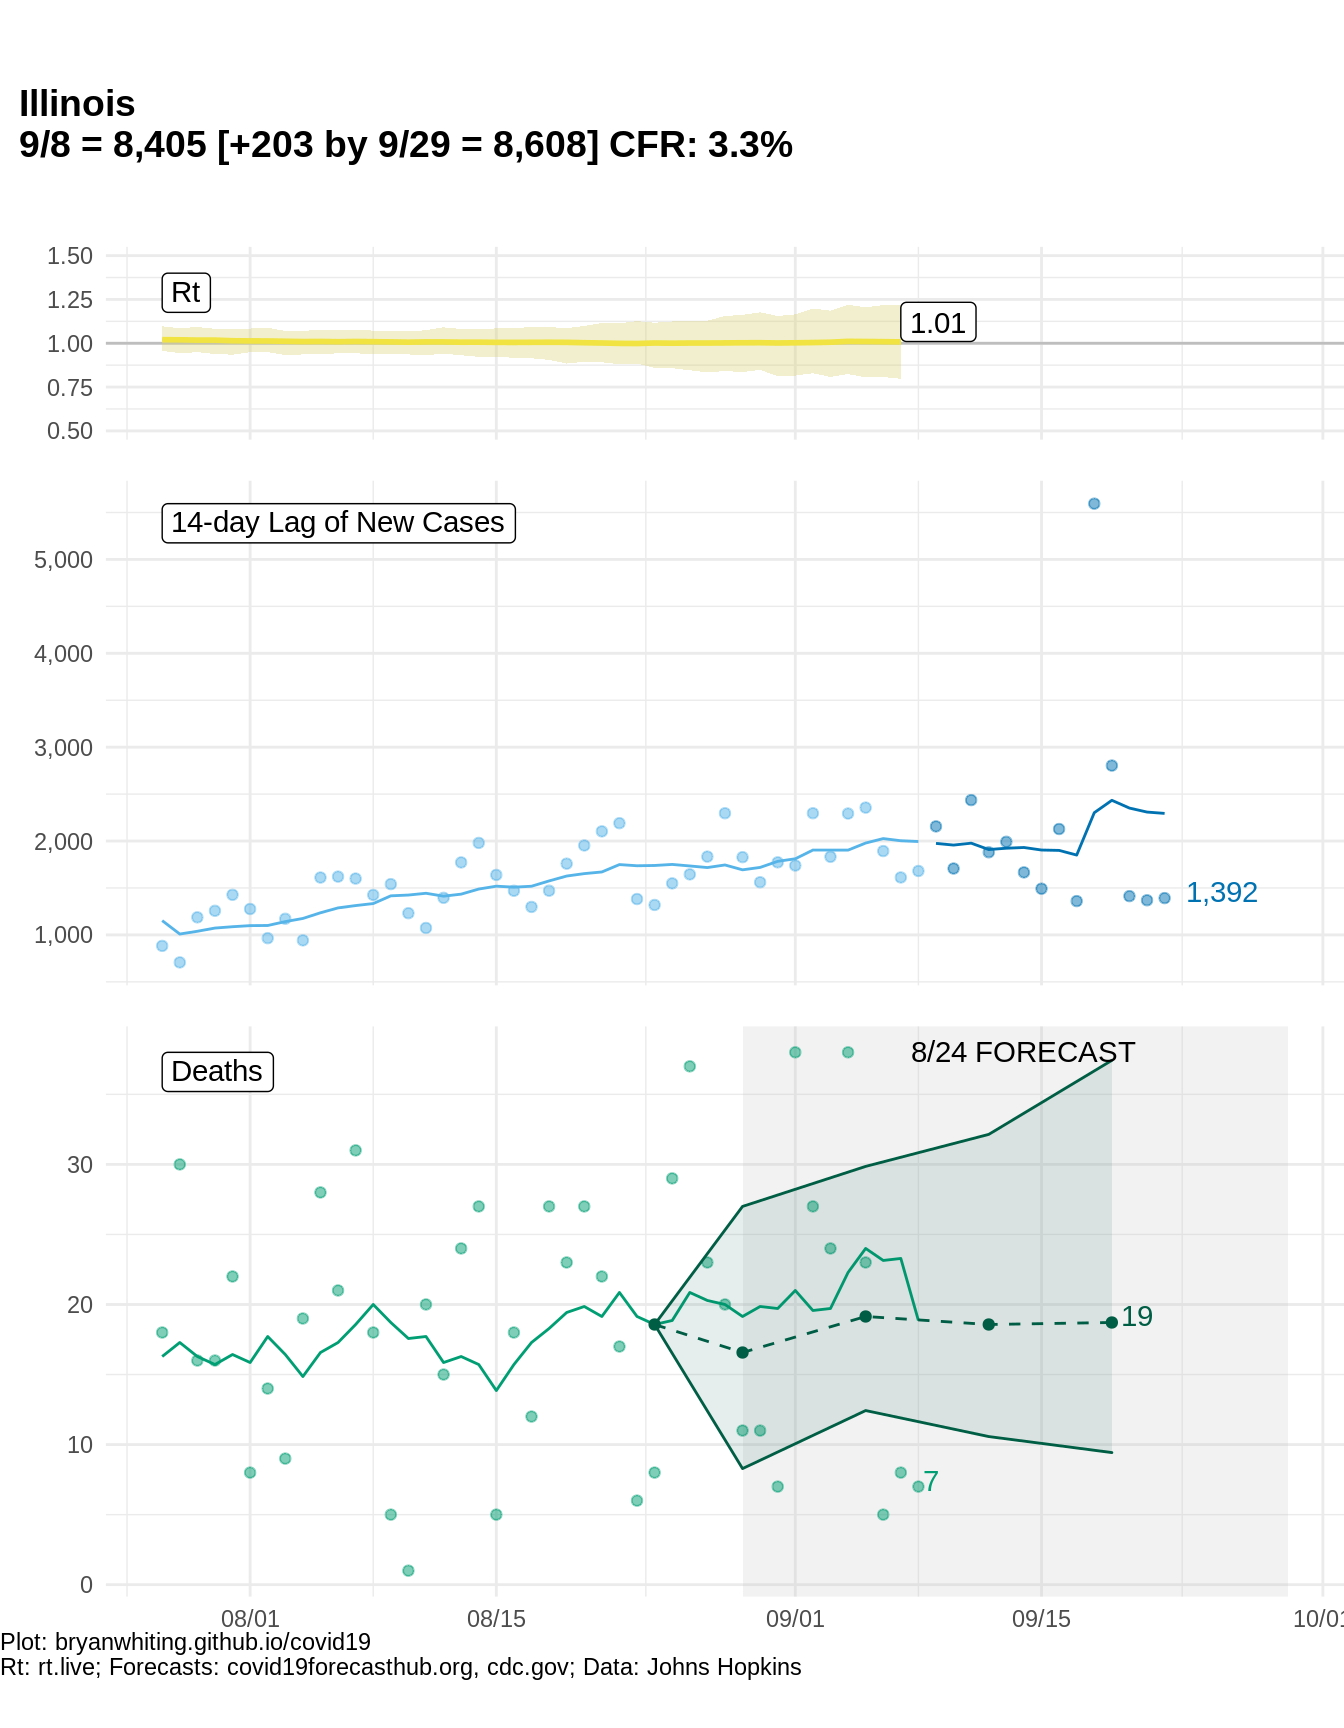 Illinois
9/8 = 8,405 [+203 by 9/29 = 8,608] CFR: 3.3%
1.50
Rt
1.25
1.01
1.00
0.75
0.50
14-day Lag of New Cases
5,000
4,000
3,000
2,000
1,392
1,000
8/24 FORECAST
Deaths
30
20
19
10
7
0
08/01 08/15 09/01 09/15 10/01
Plot: bryanwhiting.github.io/covid19
Rt: rt.live; Forecasts: covid19forecasthub.org, cdc.gov; Data: Johns Hopkins